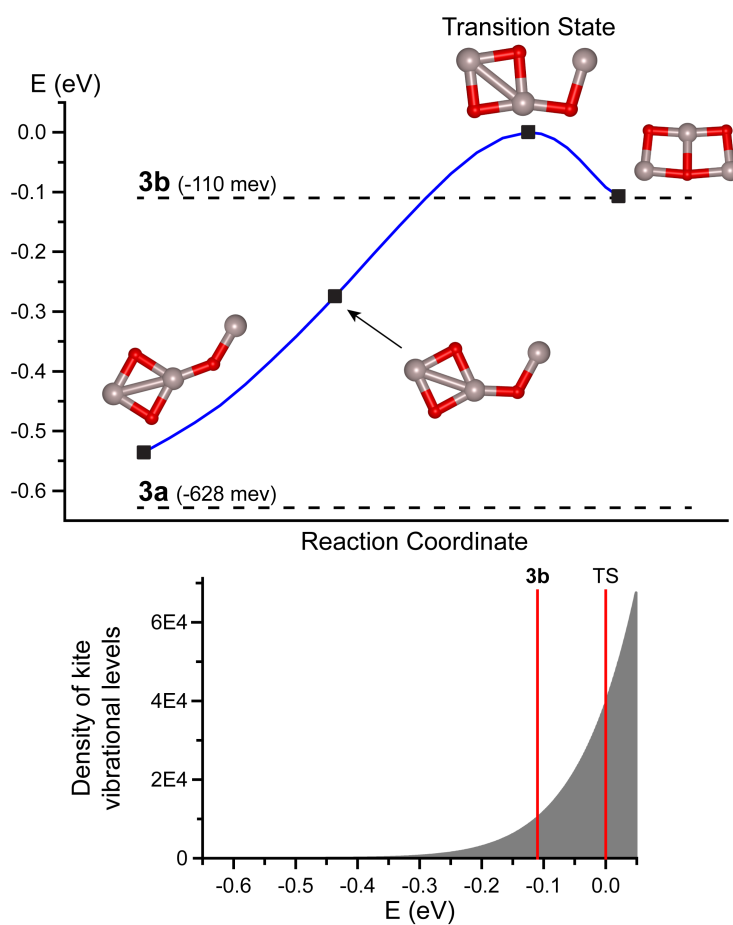 Transition State
E (eV)
0.0
-0.1
-0.2
-0.3
-0.4
-0.5
-0.6
3b (-110 mev)
3a (-628 mev)
Reaction Coordinate
3b TS
Density of kite
vibrational levels
6E4
4E4
2E4
0
-0.6 -0.5 -0.4 -0.3 -0.2 -0.1 0.0
E (eV)